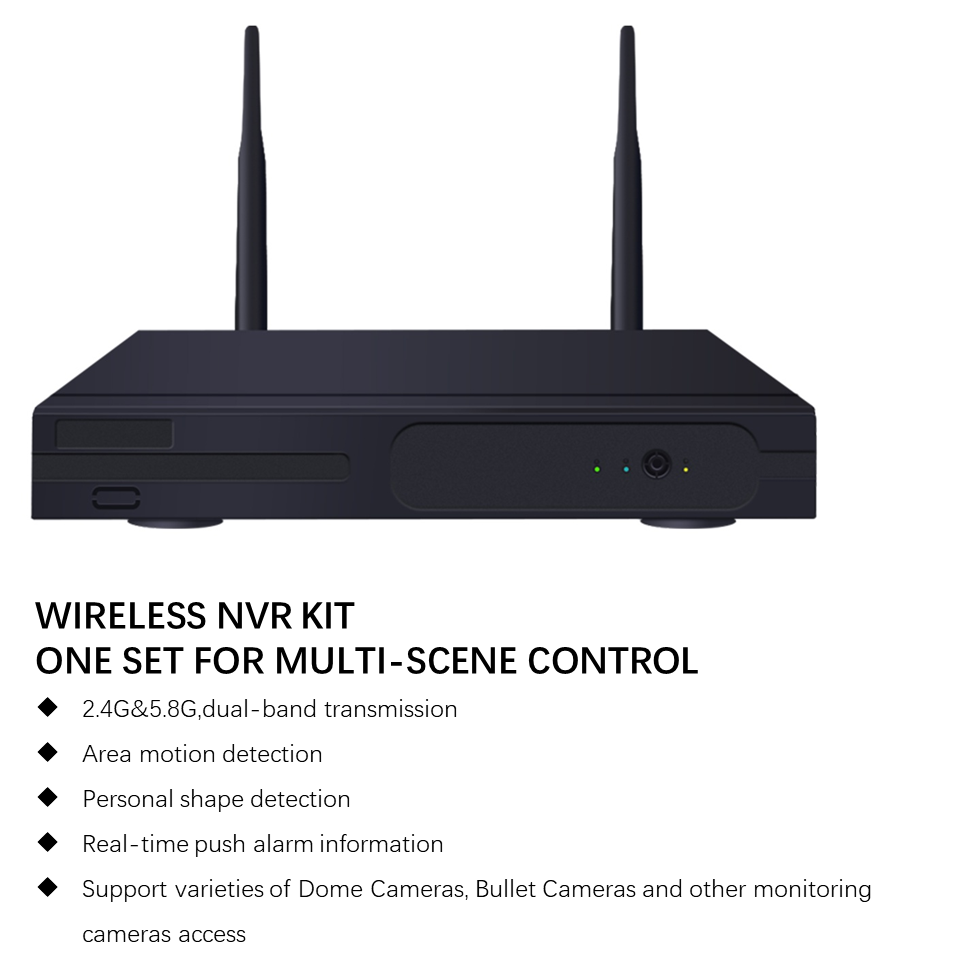 WIRELESS NVR KIT
ONE SET FOR MULTI-SCENE CONTROL
◆ 2.4G&5.8G,dual-band transmission
◆ Area motion detection
◆ Personal shape detection
◆ Real-time push alarm information
◆ Support varieties of Dome Cameras, Bullet Cameras and other monitoring
cameras access